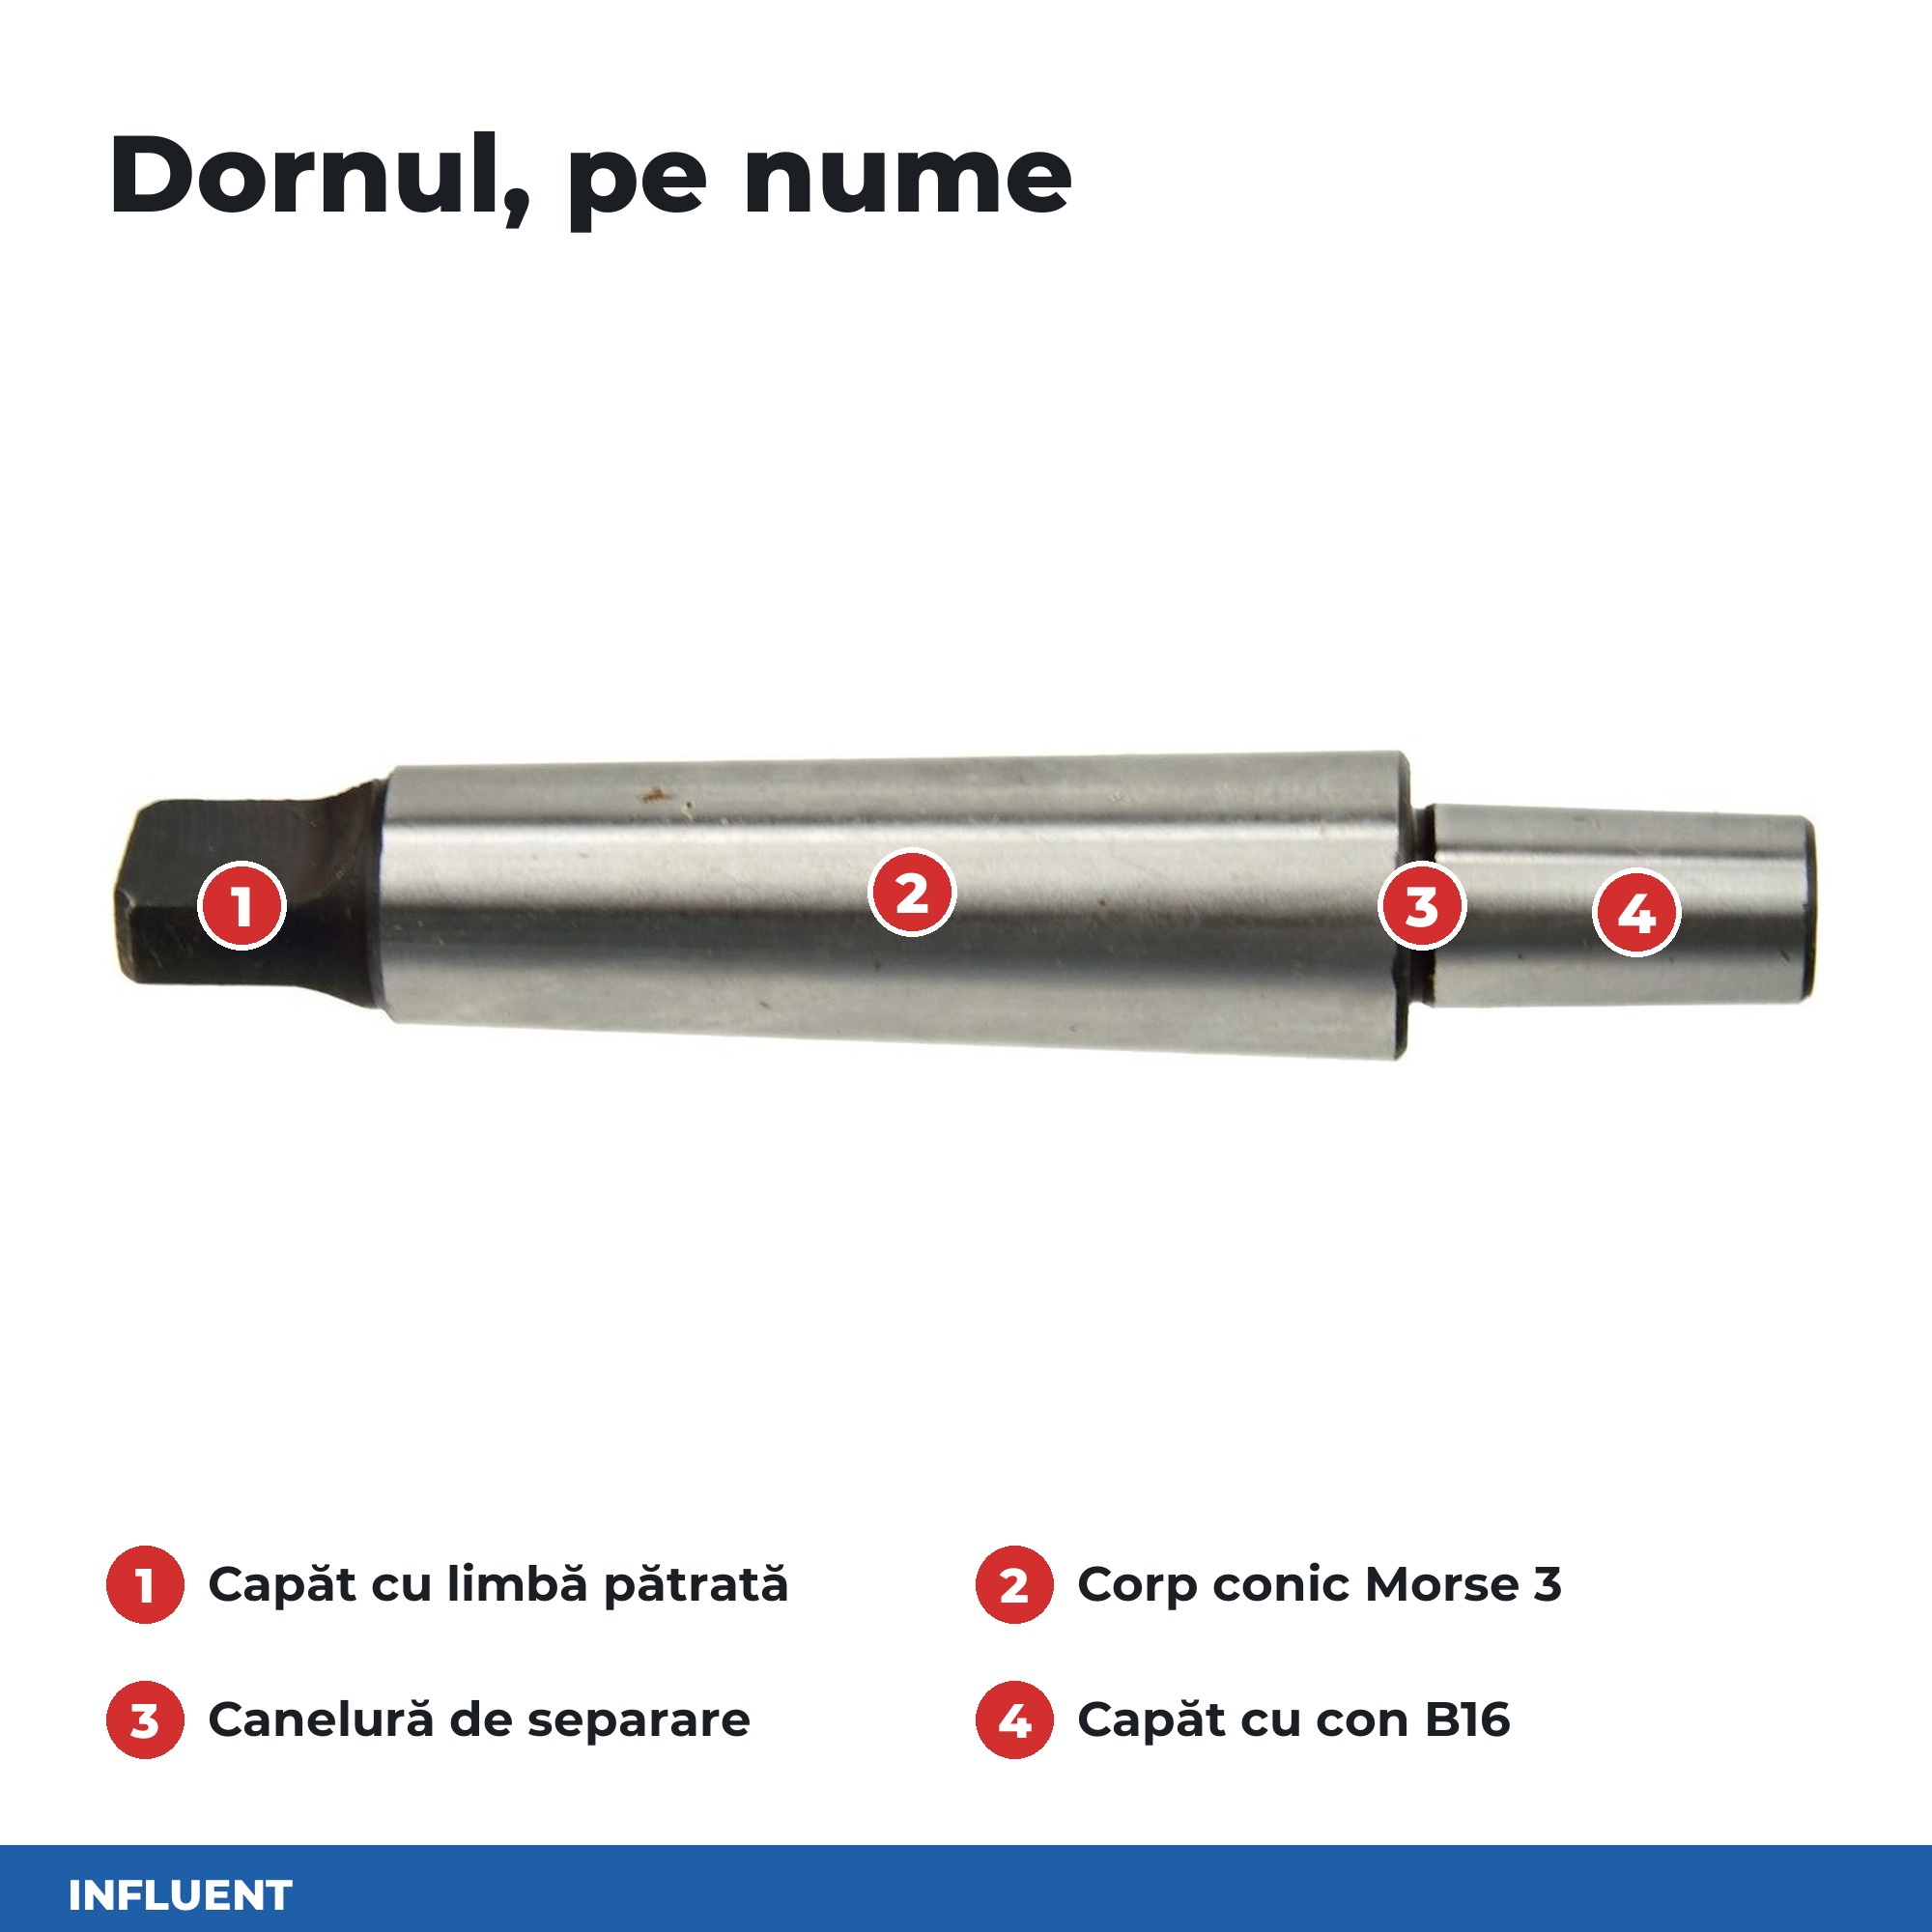 Dornul, pe nume
1 2 3 4
1 Capăt cu limbă pătrată
2 Corp conic Morse 3
3 Canelură de separare
4 Capăt cu con B16
INFLUENT